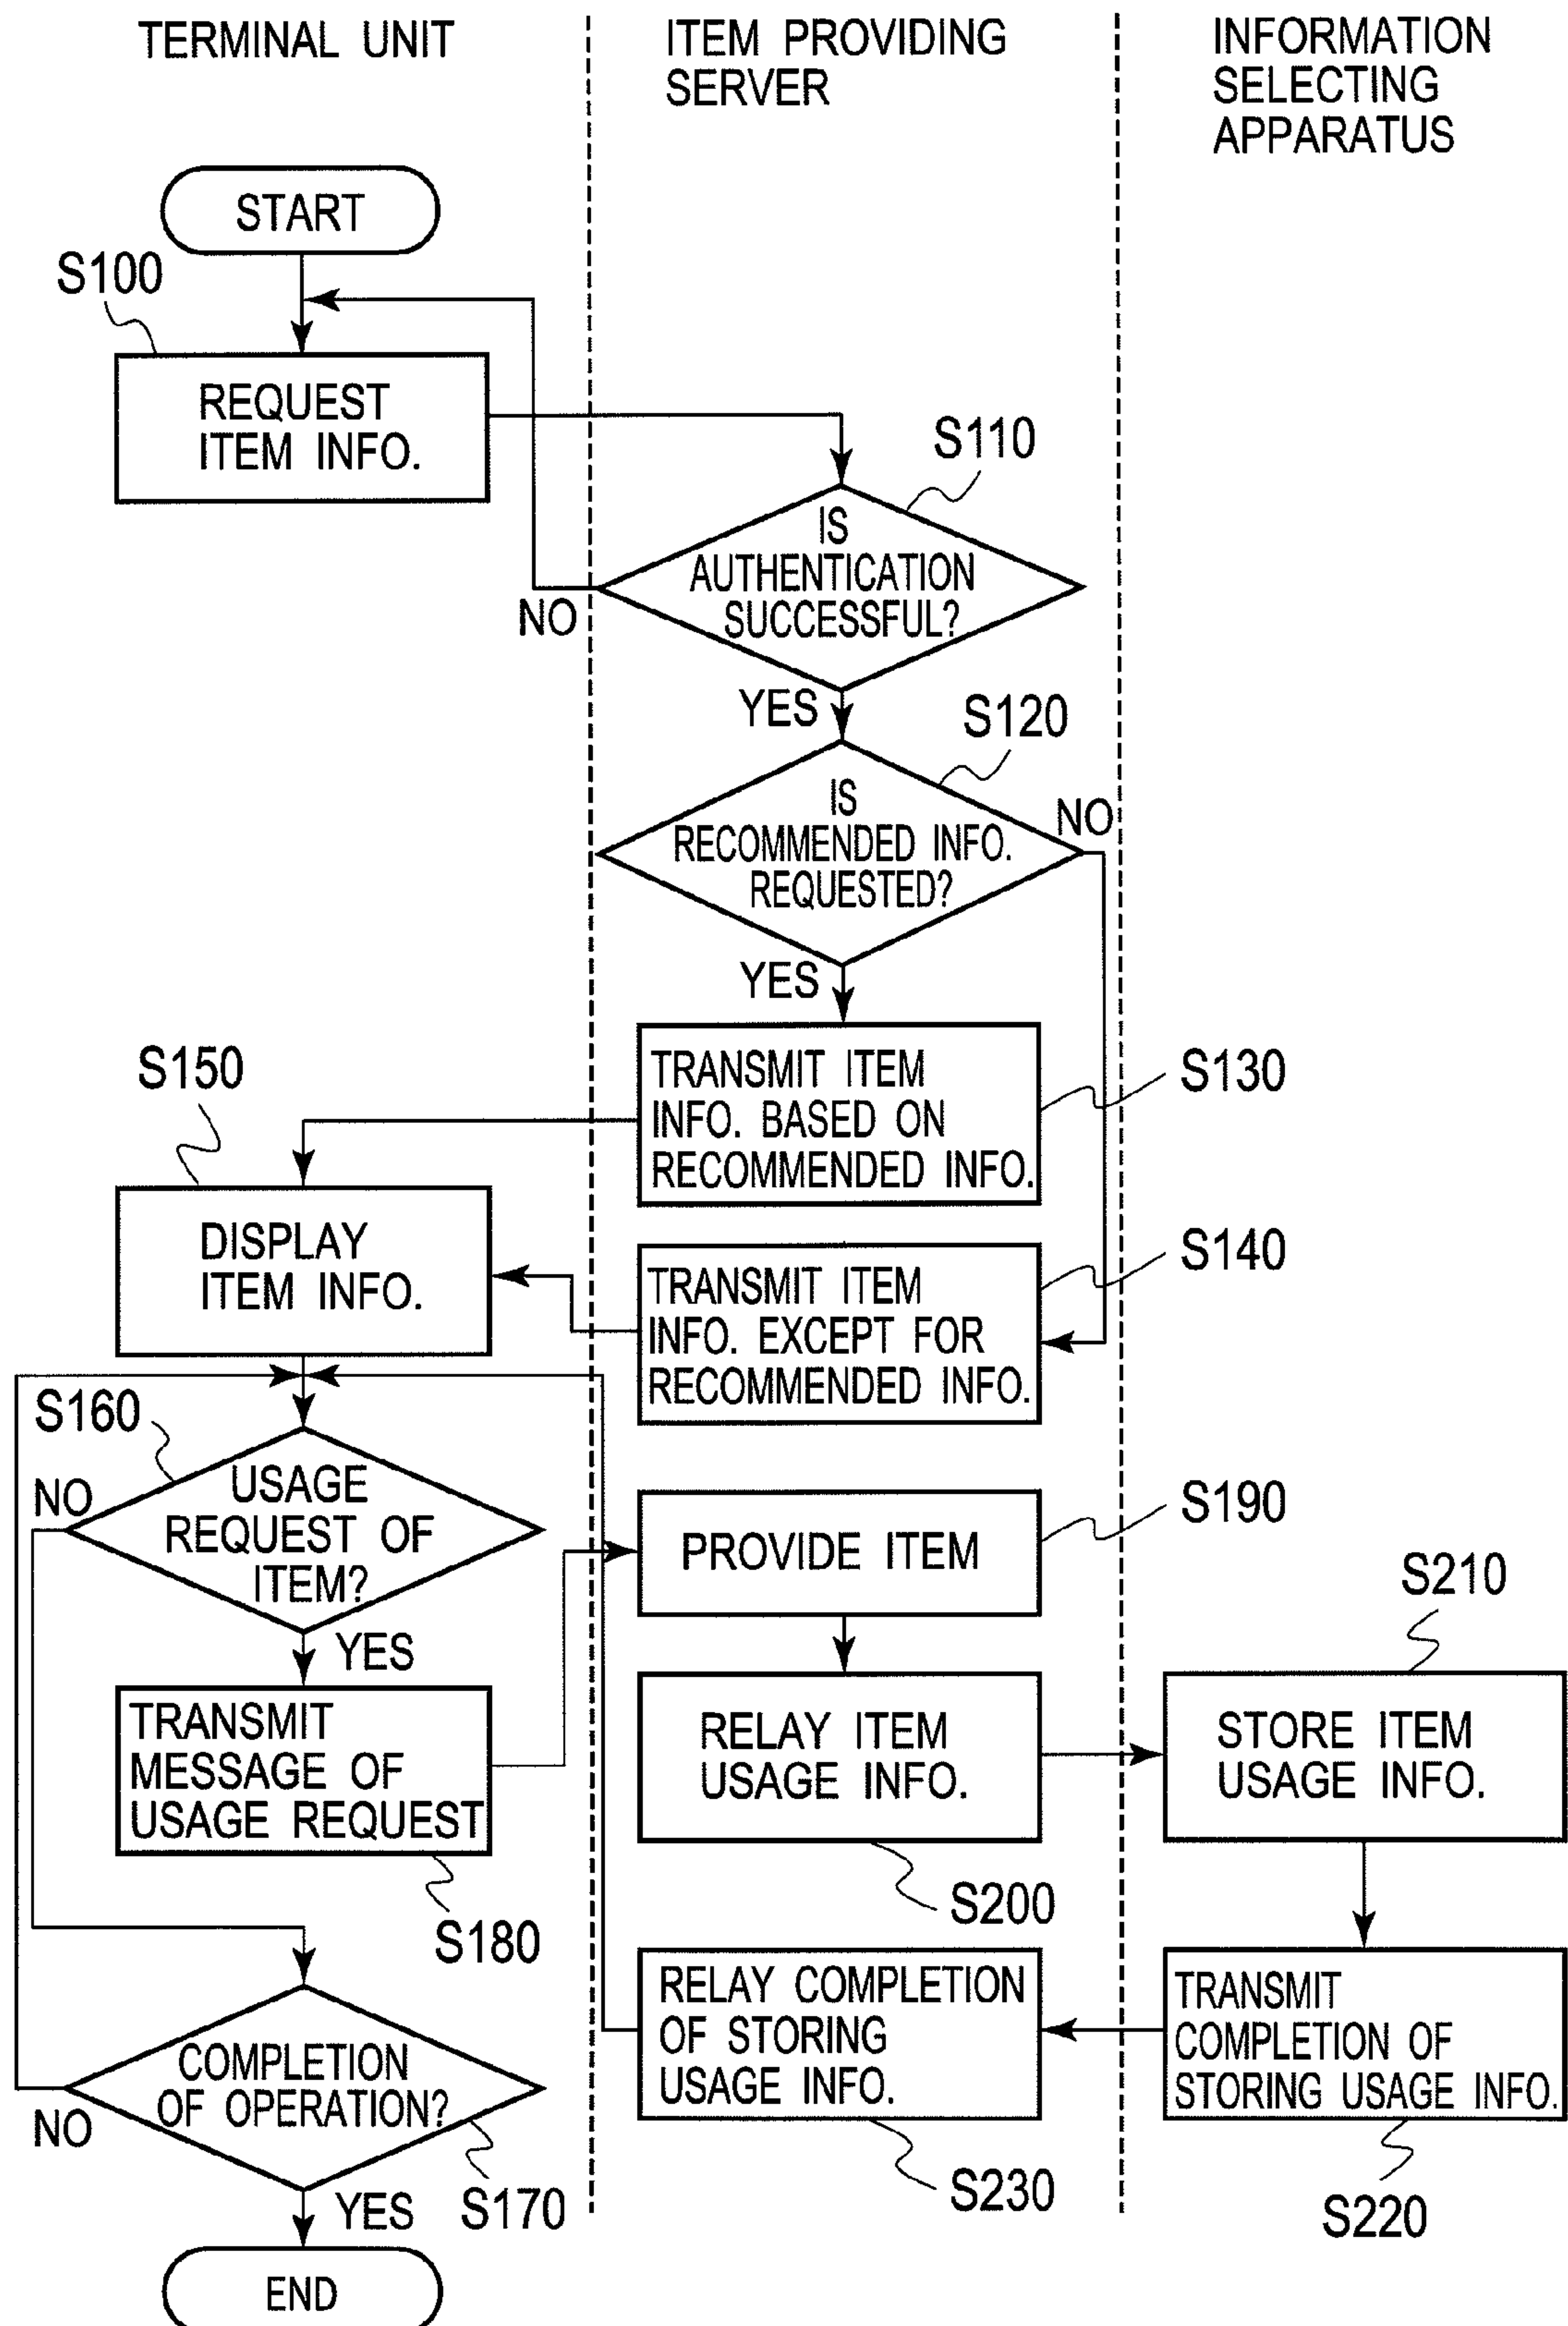 TERMINAL UNIT
ITEM PROVIDING
SERVER
INFORMATION
SELECTING
APPARATUS
START
S100
REQUEST
ITEM INFO.
S110
IS
AUTHENTICATION
SUCCESSFUL?
NO
YES
S120
IS
RECOMMENDED INFO.
REQUESTED?
NO
YES
S130
TRANSMIT ITEM
INFO. BASED ON
RECOMMENDED INFO.
S150
DISPLAY
ITEM INFO.
S140
TRANSMIT ITEM
INFO. EXCEPT FOR
RECOMMENDED INFO.
S160
NO
USAGE
REQUEST OF
ITEM?
YES
S190
PROVIDE ITEM
S210
TRANSMIT
MESSAGE OF
USAGE REQUEST
S180
RELAY ITEM
USAGE INFO.
S200
STORE ITEM
USAGE INFO.
COMPLETION
OF OPERATION?
NO
YES
S170
RELAY COMPLETION
OF STORING
USAGE INFO.
S230
TRANSMIT
COMPLETION OF
STORING USAGE INFO.
S220
END